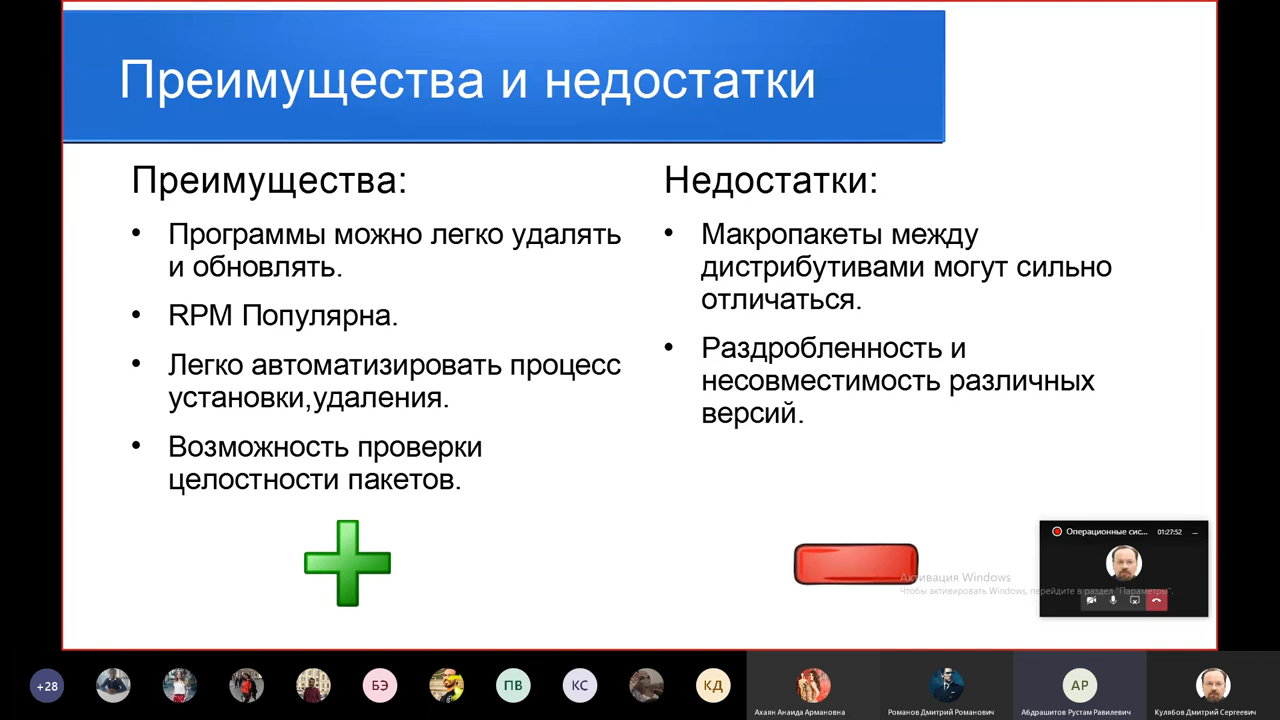 Преимущества и недостатки
Преимущества:
• Программы можно легко удалять
и обновлять.
• RPM Популярна.
• Легко автоматизировать процесс
установки,удаления.
• Возможность проверки
целостности пакетов.
Недостатки:
• Макропакеты между
дистрибутивами могут сильно
отличаться.
• Раздробленность и
несовместимость различных
версий.
Операционные сис... 01:27:52
Активация Windows
Чтобы активировать Windows, перейдите в раздел "Параметры".
+28
БЭ
ПВ
КС
КД
АР
Ахаян Анаида Армановна
Романов Дмитрий Романович
Абдрашитов Рустам Равилевич
Кулябов Дмитрий Сергеевич